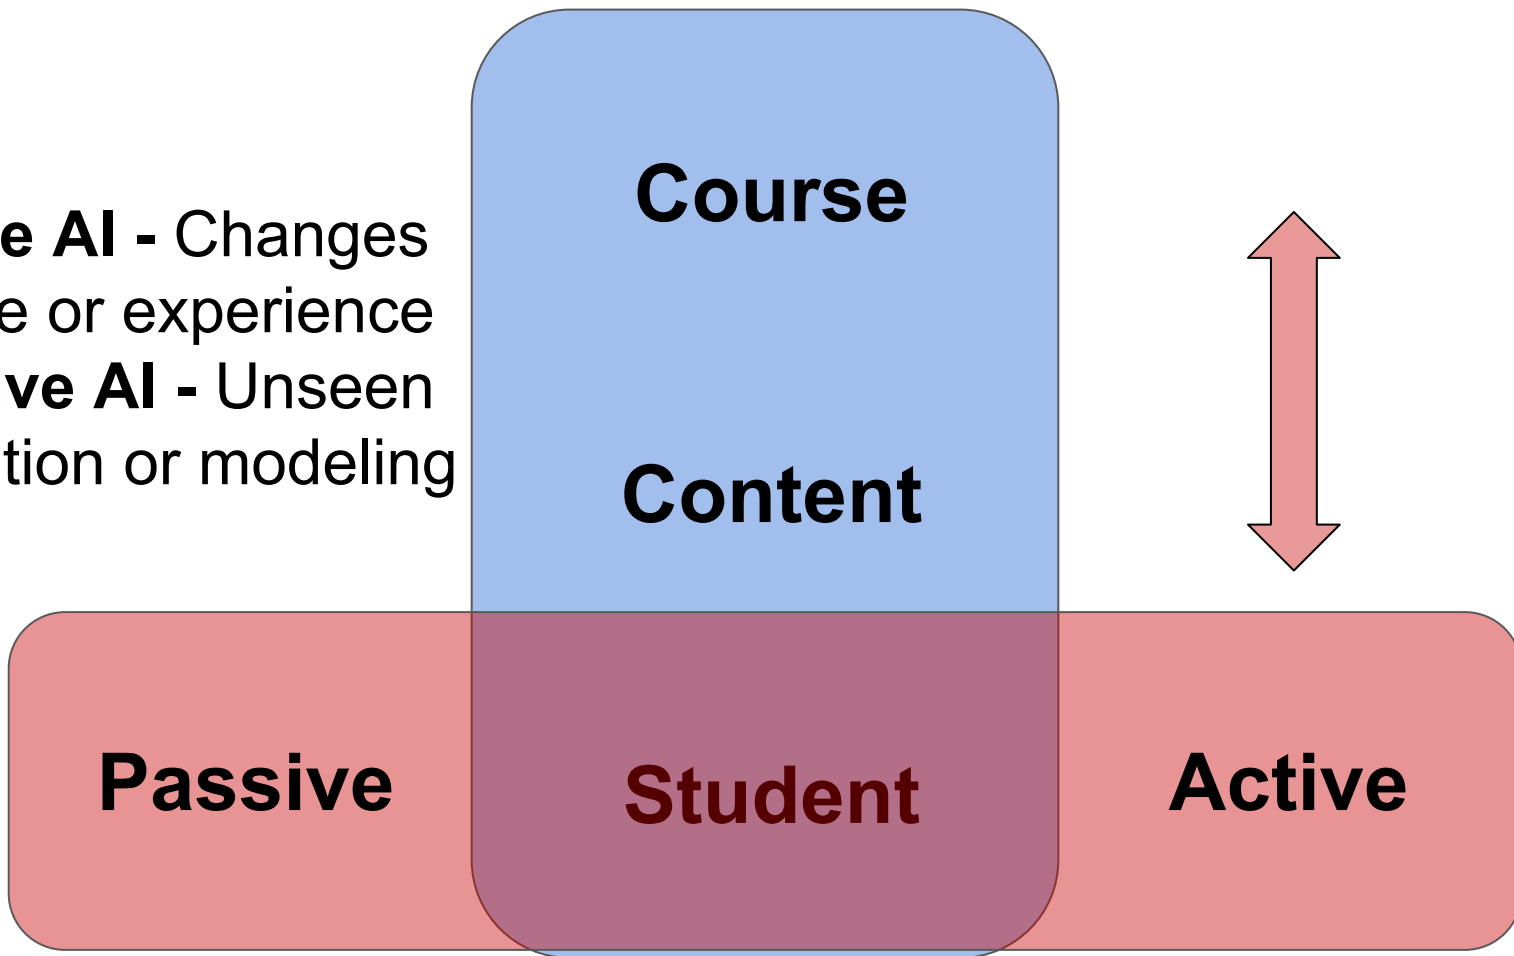 Course
e AI - Changes
e or experience
ve AI - Unseen
tion or modeling
Content
Passive
Student
Active